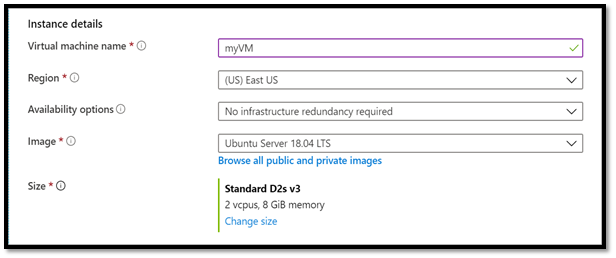 Instance details
Virtual machine name * myVM
Region * (US) East US
Availability options No infrastructure redundancy required
Image * Ubuntu Server 18.04 LTS
Browse all public and private images
Size * Standard D2s v3
2 vcpus, 8 GiB memory
Change size